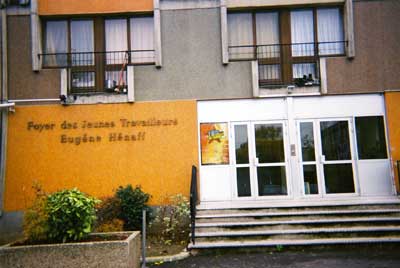 Foyer des Jeunes Travailleurs
Eugène Hénaff